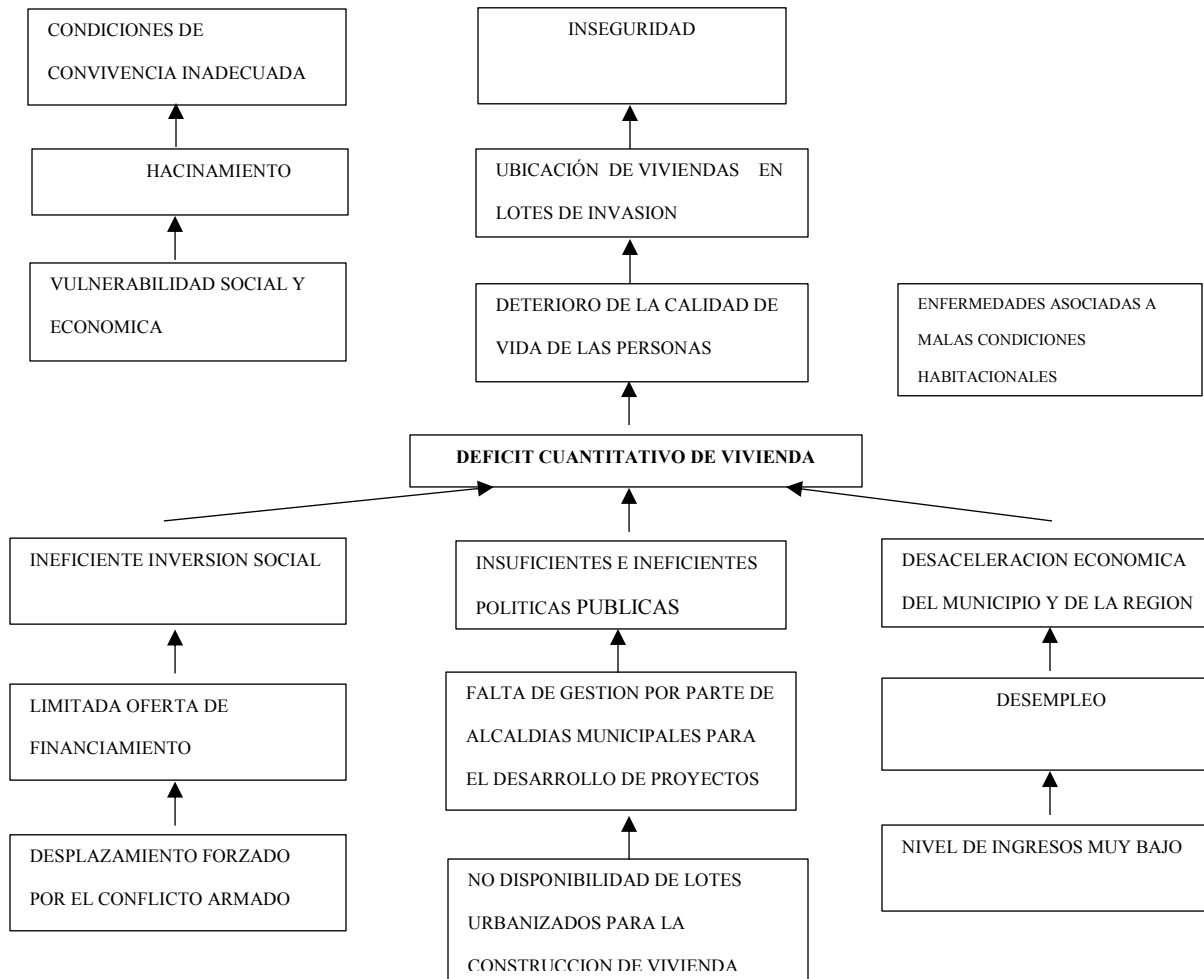 CONDICIONES DE
CONVIVENCIA INADECUADA
INSEGURIDAD
HACINAMIENTO
UBICACIÓN DE VIVIENDAS EN
LOTES DE INVASION
VULNERABILIDAD SOCIAL Y
ECONOMICA
DETERIORO DE LA CALIDAD DE
VIDA DE LAS PERSONAS
ENFERMEDADES ASOCIADAS A
MALAS CONDICIONES
HABITACIONALES
DEFICIT CUANTITATIVO DE VIVIENDA
INEFICIENTE INVERSION SOCIAL
INSUFICIENTES E INEFICIENTES
POLITICAS PUBLICAS
DESACELERACION ECONOMICA
DEL MUNICIPIO Y DE LA REGION
LIMITADA OFERTA DE
FINANCIAMIENTO
FALTA DE GESTION POR PARTE DE
ALCALDIAS MUNICIPALES PARA
EL DESARROLLO DE PROYECTOS
DESEMPLEO
DESPLAZAMIENTO FORZADO
POR EL CONFLICTO ARMADO
NO DISPONIBILIDAD DE LOTES
URBANIZADOS PARA LA
CONSTRUCCION DE VIVIENDA
NIVEL DE INGRESOS MUY BAJO